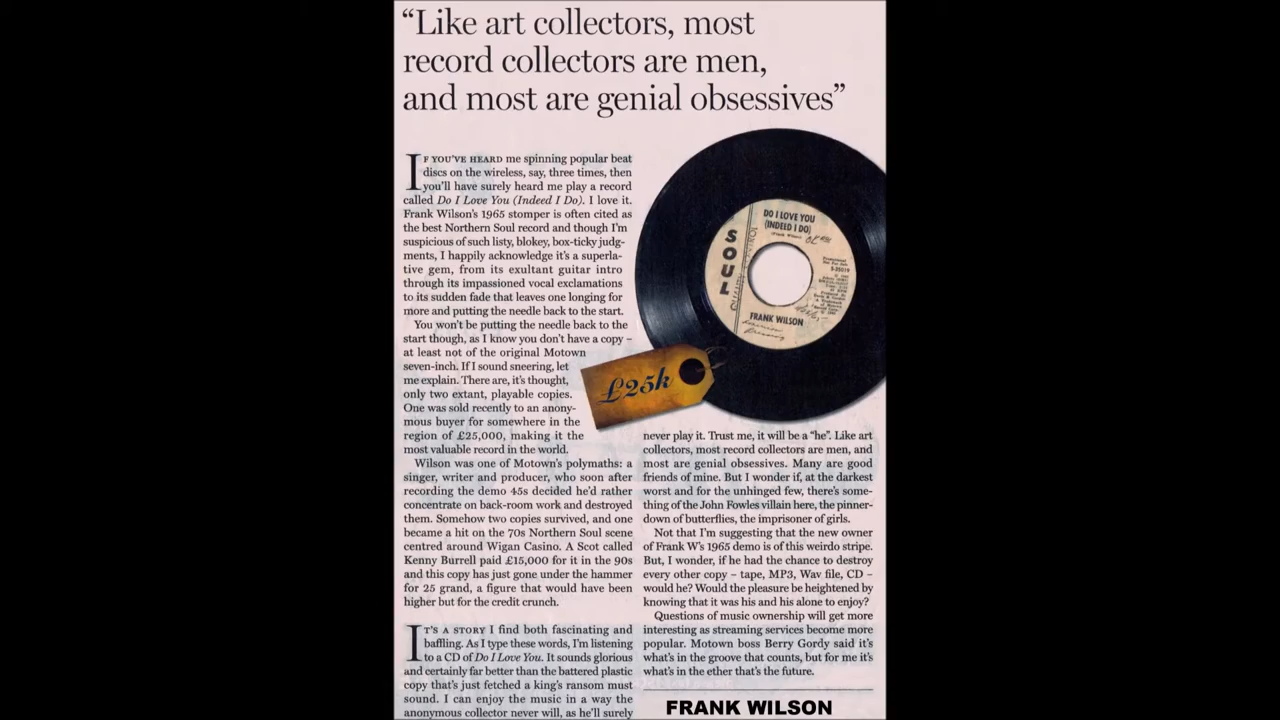 “Like art collectors, most
record collectors are men,
and most are genial obsessives”
IF YOU’VE HEARD me spinning popular beat
discs on the wireless, say, three times, then
you’ll have surely heard me play a record
called Do I Love You (Indeed I Do). I love it.
Frank Wilson’s 1965 stomper is often cited as
the best Northern Soul record and though I’m
suspicious of such listy, blokey, box-ticky judg-
ments, I happily acknowledge it’s a superla-
tive gem, from its exultant guitar intro
through its impassioned vocal exclamations
to its sudden fade that leaves one longing for
more and putting the needle back to the start.
You won’t be putting the needle back to the
start though, as I know you don’t have a copy –
at least not of the original Motown
seven-inch. If I sound sneering, let
me explain. There are, it’s thought,
only two extant, playable copies.
One was sold recently to an anony-
mous buyer for somewhere in the
region of £25,000, making it the
most valuable record in the world.
Wilson was one of Motown’s polymaths: a
singer, writer and producer, who soon after
recording the demo 45s decided he’d rather
concentrate on back-room work and destroyed
them. Somehow two copies survived, and one
became a hit on the 70s Northern Soul scene
centred around Wigan Casino. A Scot called
Kenny Burrell paid £15,000 for it in the 90s
and this copy has just gone under the hammer
for 25 grand, a figure that would have been
higher but for the credit crunch.
IT’S A STORY I find both fascinating and
baffling. As I type these words, I’m listening
to a CD of Do I Love You. It sounds glorious
and certainly far better than the battered plastic
copy that’s just fetched a king’s ransom must
sound. I can enjoy the music in a way the
anonymous collector never will, as he’ll surely
DO I LOVE YOU
(INDEED I DO)
(Frank Wilson)
SOUL
Promotional
Not For Sale
S-35019
FRANK WILSON
£25k
never play it. Trust me, it will be a “he”. Like art
collectors, most record collectors are men, and
most are genial obsessives. Many are good
friends of mine. But I wonder if, at the darkest
worst and for the unhinged few, there’s some-
thing of the John Fowles villain here, the pinner-
down of butterflies, the imprisoner of girls.
Not that I’m suggesting that the new owner
of Frank W’s 1965 demo is of this weirdo stripe.
But, I wonder, if he had the chance to destroy
every other copy – tape, MP3, Wav file, CD –
would he? Would the pleasure be heightened by
knowing that it was his and his alone to enjoy?
Questions of music ownership will get more
interesting as streaming services become more
popular. Motown boss Berry Gordy said it’s
what’s in the groove that counts, but for me it’s
what’s in the ether that’s the future.
FRANK WILSON